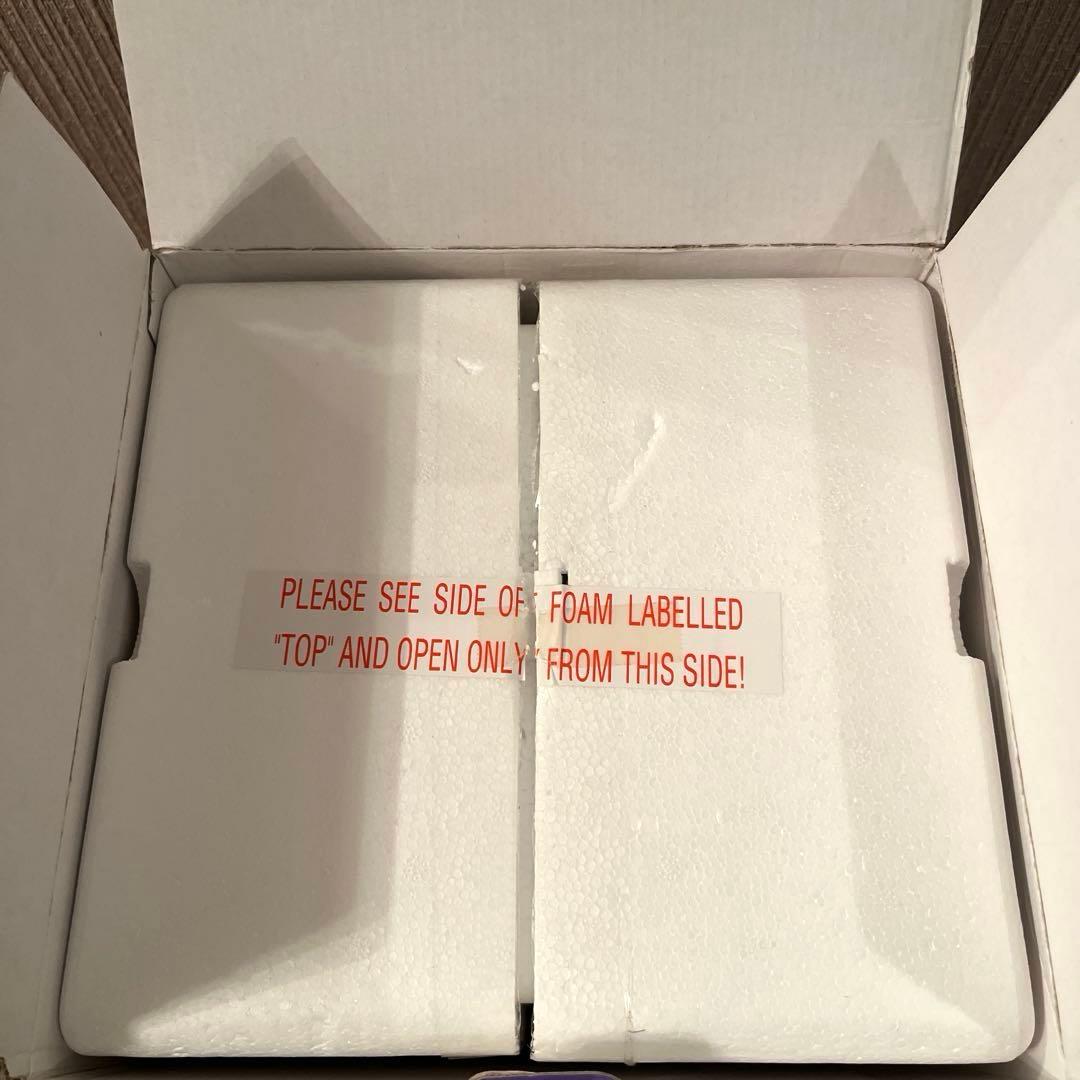 PLEASE SEE SIDE OF FOAM LABELLED
"TOP" AND OPEN ONLY FROM THIS SIDE!